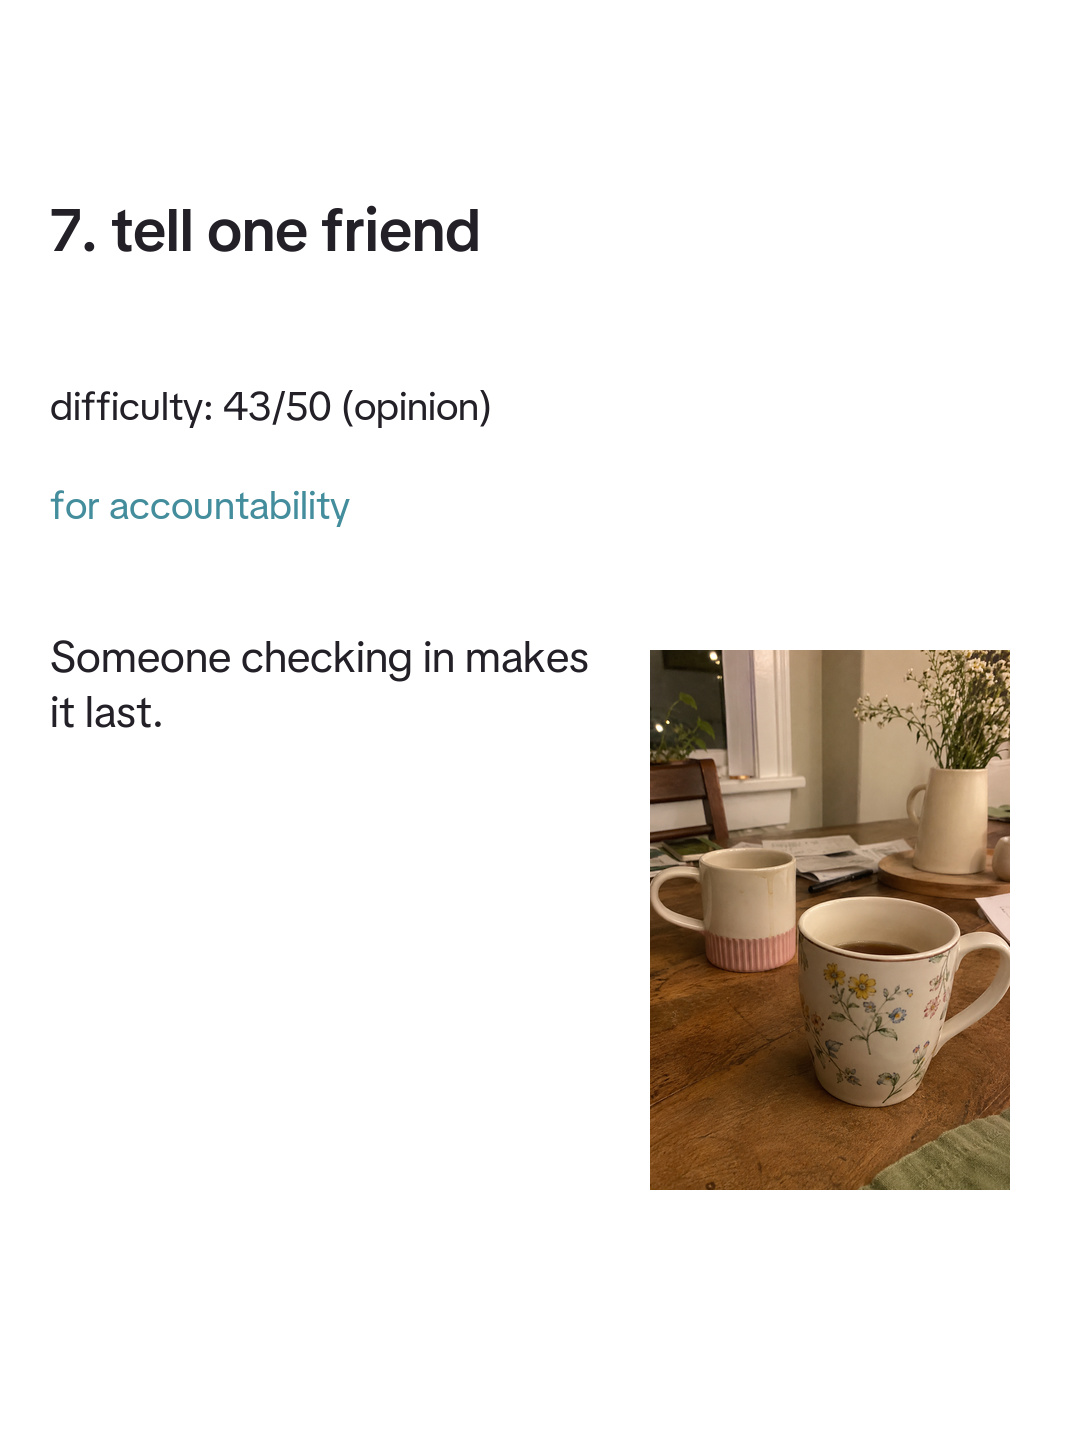 7. tell one friend
difficulty: 43/50 (opinion)
for accountability
Someone checking in makes
it last.